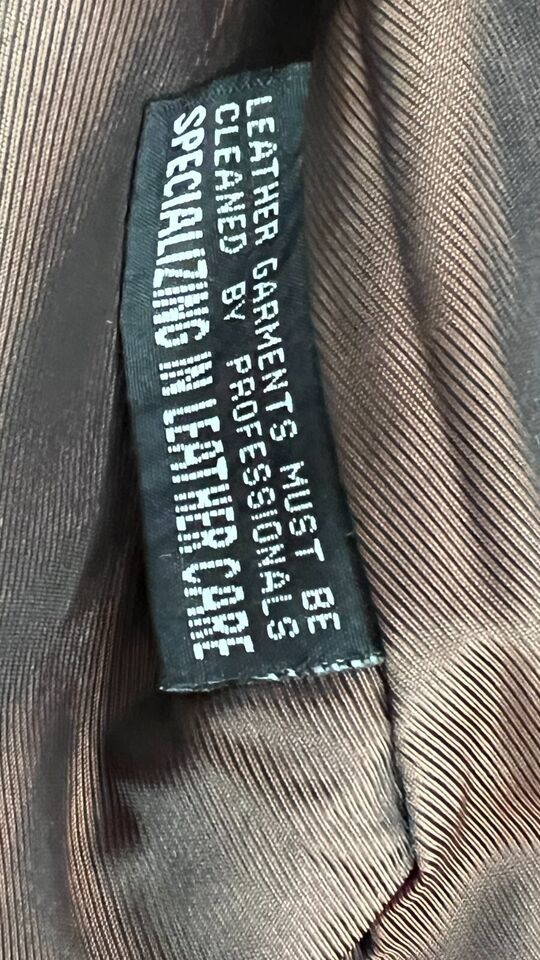 LEATHER GARMENTS MUST BE
CLEANED BY PROFESSIONALS
SPECIALIZING IN LEATHER CARE